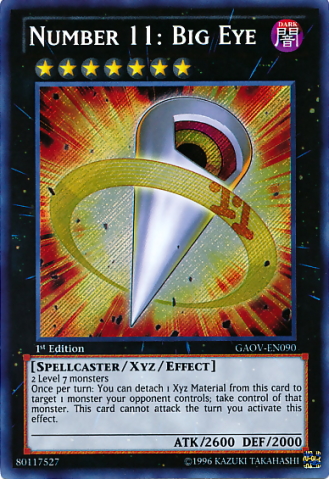 Number 11: Big Eye
DARK
闇
11
1st Edition
GAOV-EN090
[Spellcaster/Xyz/Effect]
2 Level 7 monsters
Once per turn: You can detach 1 Xyz Material from this card to
target 1 monster your opponent controls; take control of that
monster. This card cannot attack the turn you activate this
effect.
ATK/2600 DEF/2000
80117527
©1996 KAZUKI TAKAHASHI